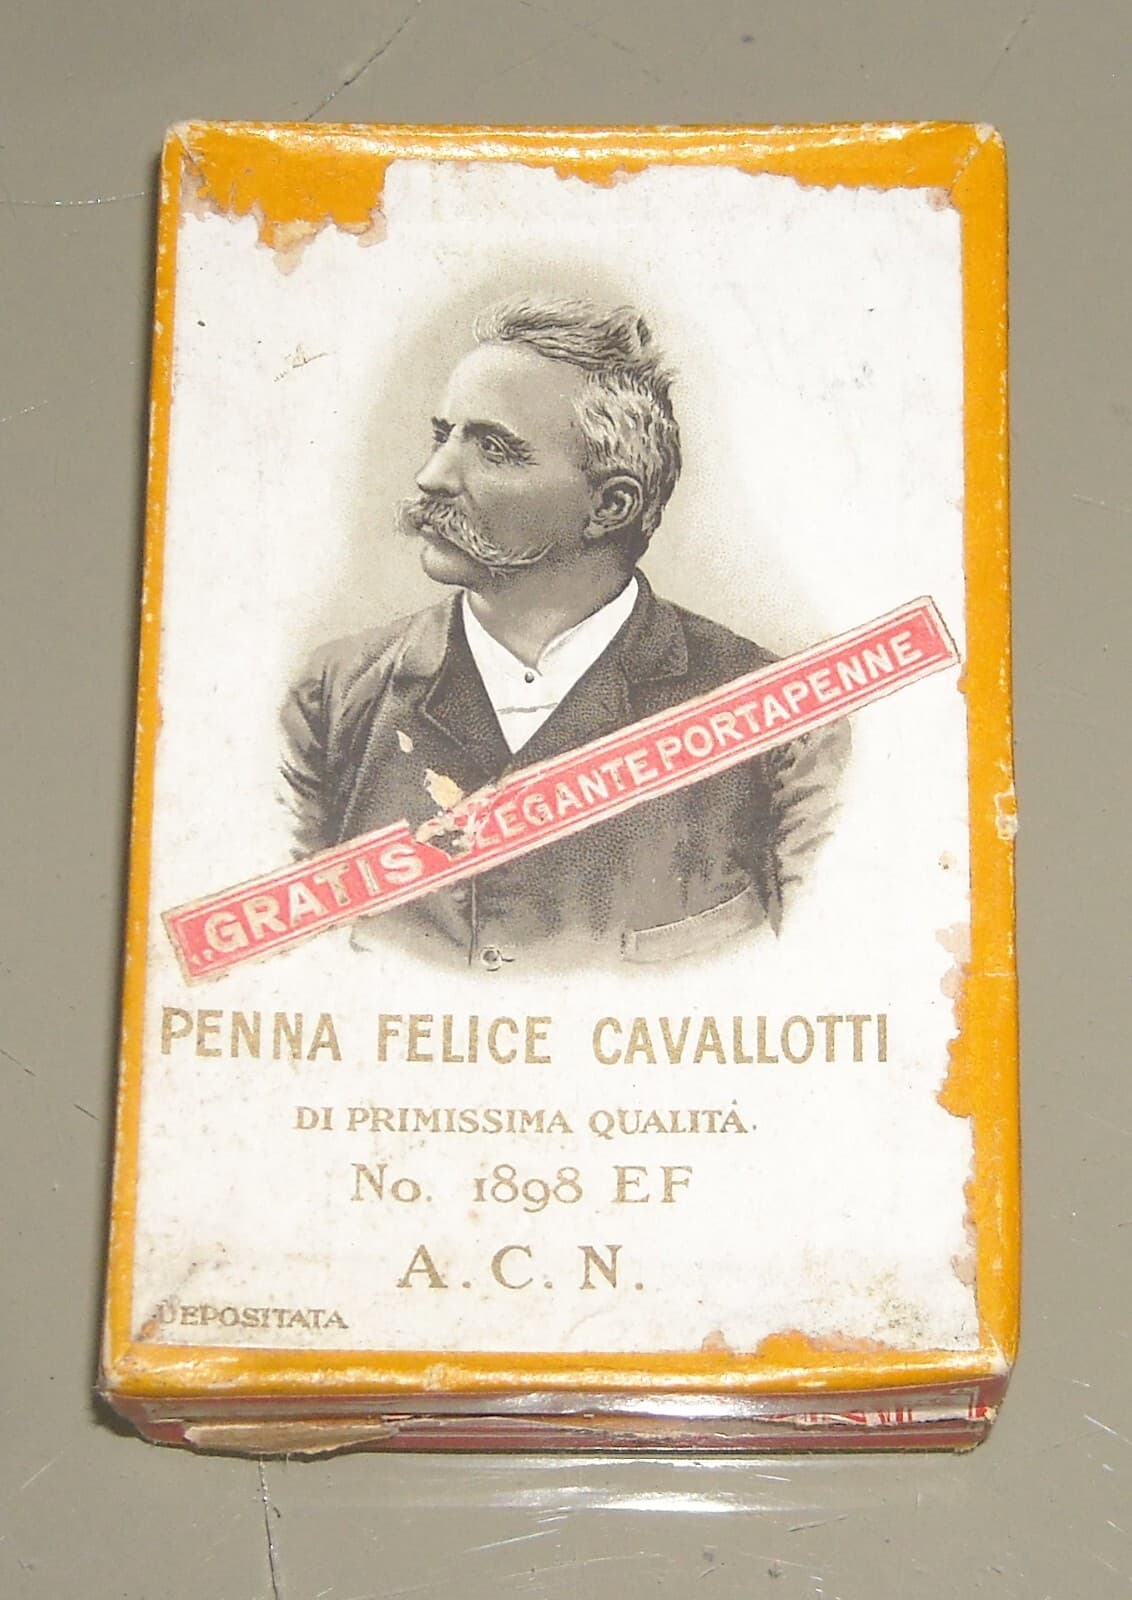 „GRATIS ELEGANTE PORTAPENNE
PENNA FELICE CAVALLOTTI
DI PRIMISSIMA QUALITÀ.
No. 1898 EF
A. C. N.
DEPOSITATA